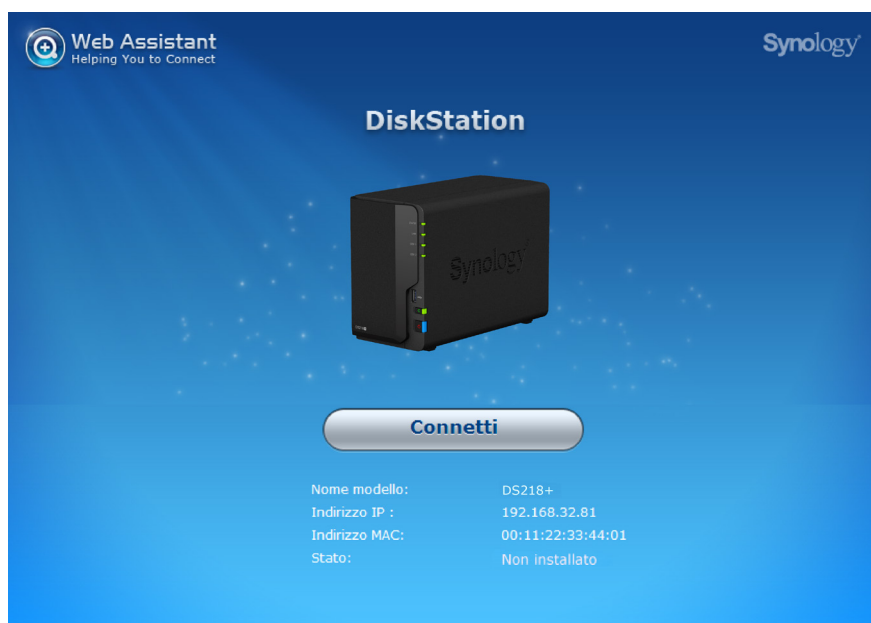 Web Assistant
Helping You to Connect
Synology
DiskStation
Synology
Connetti
Nome modello: DS218+
Indirizzo IP : 192.168.32.81
Indirizzo MAC: 00:11:22:33:44:01
Stato: Non installato